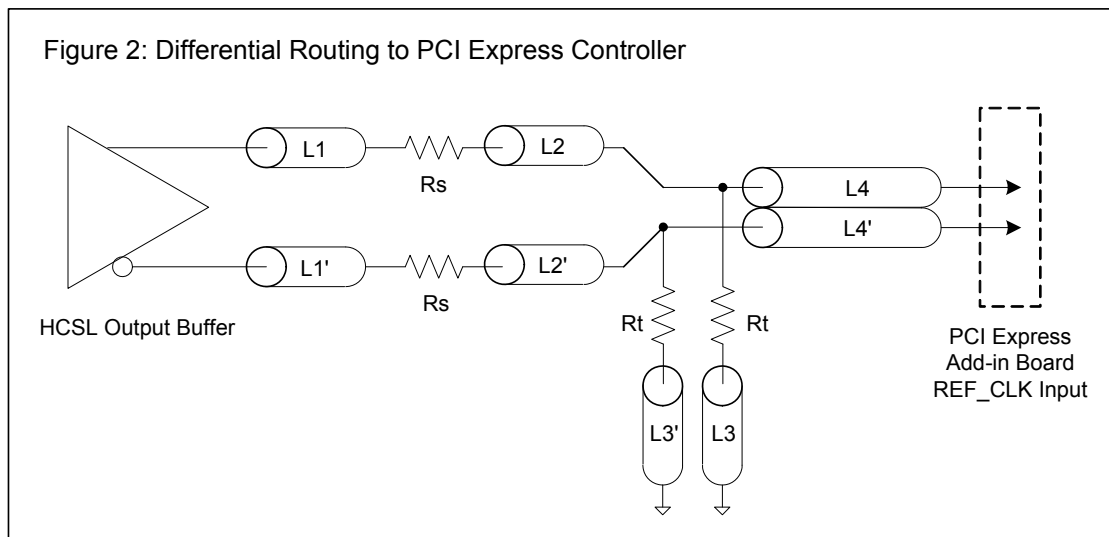 Figure 2: Differential Routing to PCI Express Controller
L1
L2
Rs
L4
L4'
L1'
L2'
Rs
HCSL Output Buffer
Rt
Rt
PCI Express
Add-in Board
REF_CLK Input
L3'
L3